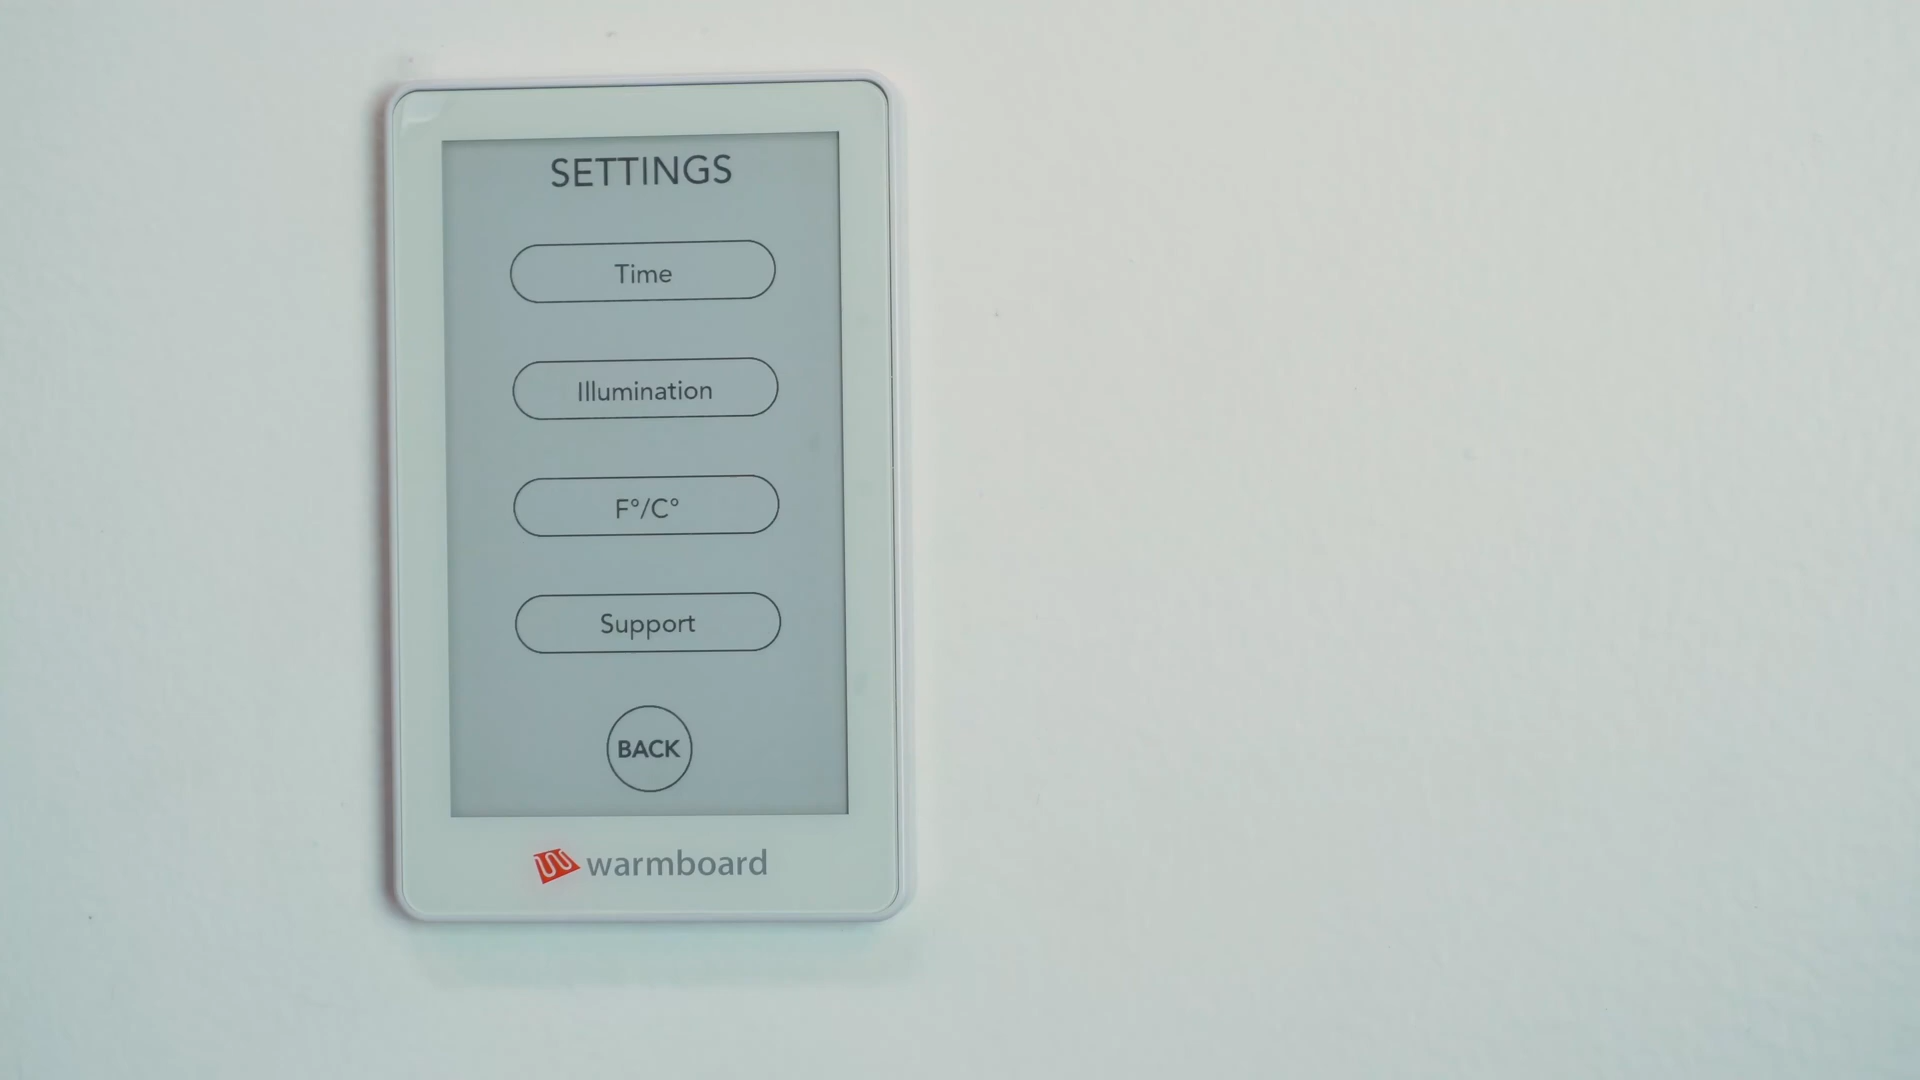 SETTINGS
Time
Illumination
F°/C°
Support
BACK
warmboard